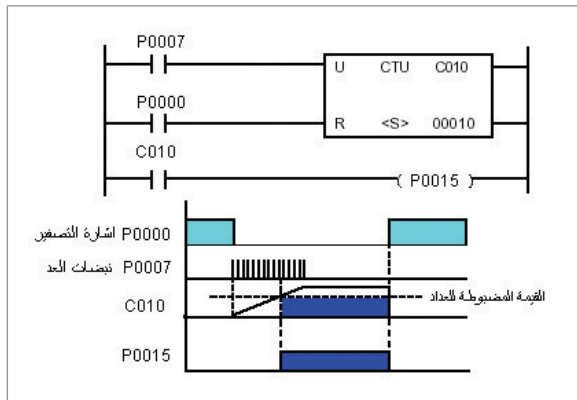 P0007
U CTU C010
P0000
R <S> 00010
C010
( P0015 )
اشارة التصفير P0000
نبضات العد P0007
القيمة المضبوطة للعداد
C010
P0015